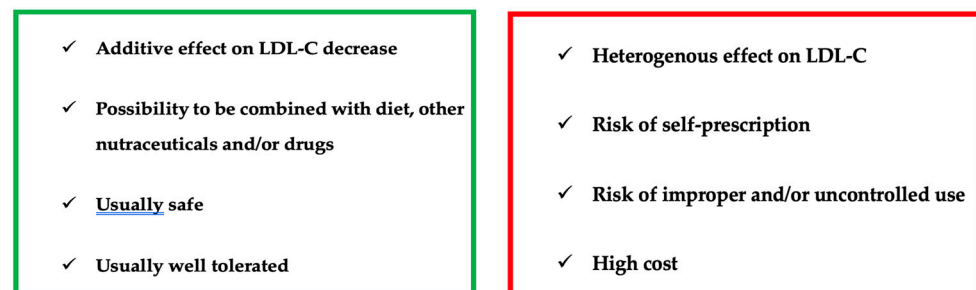 ✓ Additive effect on LDL-C decrease
✓ Possibility to be combined with diet, other
nutraceuticals and/or drugs
✓ Usually safe
✓ Usually well tolerated
✓ Heterogenous effect on LDL-C
✓ Risk of self-prescription
✓ Risk of improper and/or uncontrolled use
✓ High cost